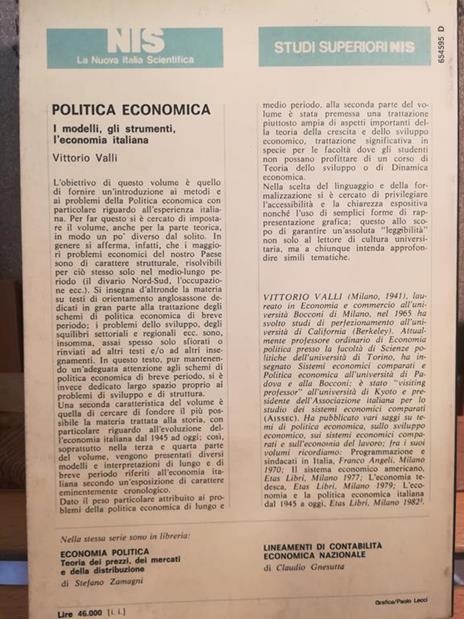 NIS
La Nuova Italia Scientifica
STUDI SUPERIORI NIS
654595 D
POLITICA ECONOMICA
I modelli, gli strumenti,
l'economia italiana
Vittorio Valli
L'obiettivo di questo volume è quello
di fornire un'introduzione ai metodi e
ai problemi della Politica economica con
particolare riguardo all'esperienza italia-
na. Per far questo si è cercato di imposta-
re il volume, anche per la parte teorica,
in modo un po' diverso dal solito. In
genere si afferma, infatti, che i maggio-
ri problemi economici del nostro Paese
sono di carattere strutturale, risolvibili
per ciò stesso solo nel medio-lungo pe-
riodo (il divario Nord-Sud, l'occupazio-
ne ecc.). Si insegna d'altronde la materia
su testi di orientamento anglosassone de-
dicati in gran parte alla trattazione degli
schemi di politica economica di breve
periodo; i problemi dello sviluppo, degli
squilibri settoriali e regionali ecc. sono,
insomma, assai spesso solo sfiorati o
rinviati ad altri testi e/o ad altri inse-
gnamenti. In questo testo, pur mantenen-
do un'adeguata attenzione agli schemi di
politica economica di breve periodo, si è
invece dedicato largo spazio proprio ai
problemi di sviluppo e di struttura.
Una seconda caratteristica del volume è
quella di cercare di fondere il più pos-
sibile la materia trattata alla storia, con
particolare riguardo all'evoluzione del-
l'economia italiana dal 1945 ad oggi; così,
soprattutto nella terza e quarta parte
del volume, vengono presentati diversi
modelli e interpretazioni di lungo e di
breve periodo riferiti all'economia ita-
liana secondo un'esposizione di carattere
eminentemente cronologico.
Dato il peso particolare attribuito ai pro-
blemi della politica economica di lungo e
medio periodo, alla seconda parte del vo-
lume è stata premessa una trattazione
piuttosto ampia di aspetti importanti del-
la teoria della crescita e dello sviluppo
economico, trattazione significativa in
specie per le facoltà dove gli studenti
non possano profittare di un corso di
Teoria dello sviluppo o di Dinamica
economica.
Nella scelta del linguaggio e della for-
malizzazione si è cercato di privilegiare
l'accessibilità e la chiarezza espositiva
nonché l'uso di semplici forme di rap-
presentazione grafica; questo allo sco-
po di garantire un'assoluta "leggibilità"
non solo al lettore di cultura universi-
taria, ma a chiunque intenda approfon-
dire simili tematiche.
VITTORIO VALLI (Milano, 1941), lau-
reato in Economia e commercio all'uni-
versità Bocconi di Milano, nel 1965 ha
svolto studi di perfezionamento all'uni-
versità di California (Berkeley). Attual-
mente professore ordinario di Economia
politica presso la facoltà di Scienze po-
litiche dell'università di Torino, ha in-
segnato Sistemi economici comparati e
Politica economica all'università di Pa-
dova e alla Bocconi; è stato "visiting
professor" all'università di Kyoto e pre-
sidente dell'Associazione italiana per lo
studio dei sistemi economici comparati
(AISSEC). Ha pubblicato vari saggi su te-
mi di politica economica, sullo sviluppo
economico, sui sistemi economici compa-
rati e sull'economia del lavoro; fra i suoi
volumi ricordiamo: Programmazione e
sindacati in Italia, Franco Angeli, Milano
1970; Il sistema economico americano,
Etas Libri, Milano 1977; L'economia te-
desca, Etas Libri, Milano 1979; L'eco-
nomia e la politica economica italiana
dal 1945 a oggi, Etas Libri, Milano 1982².
Nella stessa serie sono in libreria:
ECONOMIA POLITICA
Teoria dei prezzi, dei mercati
e della distribuzione
di Stefano Zamagni
LINEAMENTI DI CONTABILITÀ
ECONOMICA NAZIONALE
di Claudio Gnesutta
Lire 46.000 [i. i.]
Grafica/Paolo Lecci